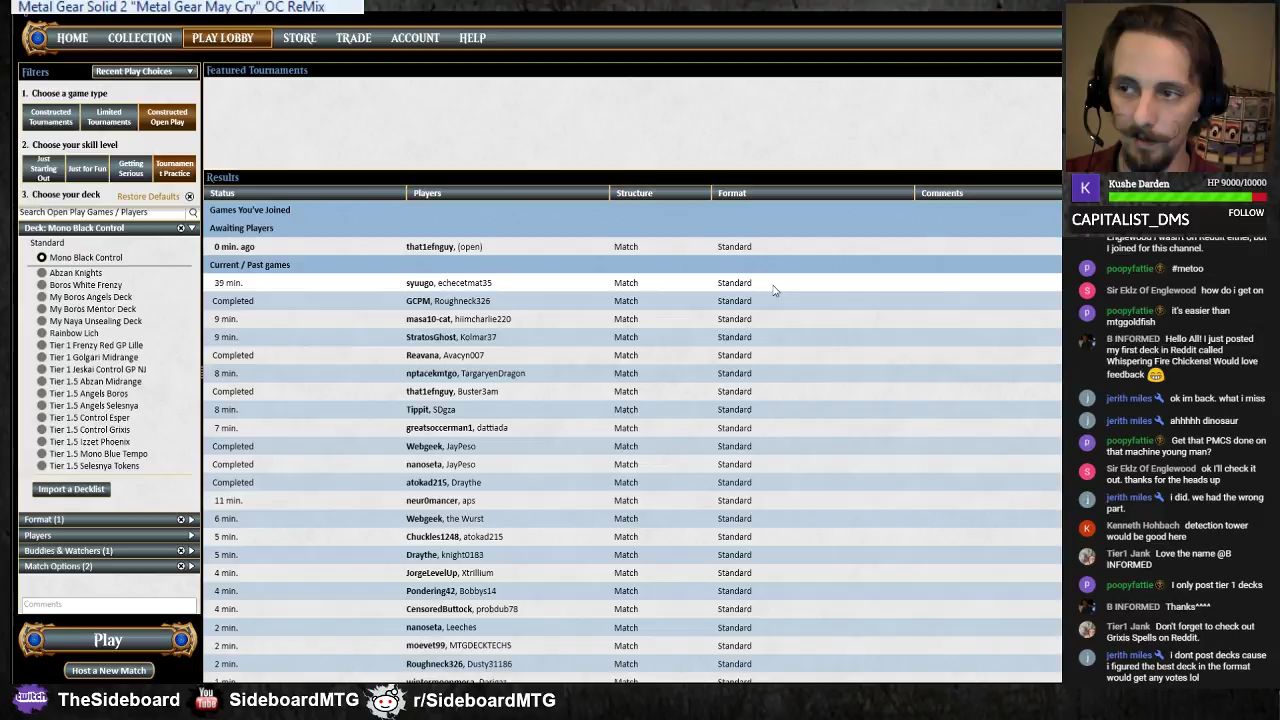 Metal Gear Solid 2 "Metal Gear May Cry" OC ReMix
HOME COLLECTION PLAY LOBBY STORE TRADE ACCOUNT HELP
Filters Recent Play Choices
1. Choose a game type
Constructed Tournaments Limited Tournaments Constructed Open Play
2. Choose your skill level
Just Starting Out Just for Fun Getting Serious Tournamen t Practice
3. Choose your deck Restore Defaults
Search Open Play Games / Players
Deck: Mono Black Control
Standard
Mono Black Control
Abzan Knights
Boros White Frenzy
My Boros Angels Deck
My Boros Mentor Deck
My Naya Unsealing Deck
Rainbow Lich
Tier 1 Frenzy Red GP Lille
Tier 1 Golgari Midrange
Tier 1 Jeskai Control GP NJ
Tier 1.5 Abzan Midrange
Tier 1.5 Angels Boros
Tier 1.5 Angels Selesnya
Tier 1.5 Control Esper
Tier 1.5 Control Grixis
Tier 1.5 Izzet Phoenix
Tier 1.5 Mono Blue Tempo
Tier 1.5 Selesnya Tokens
Import a Decklist
Format (1)
Players
Buddies & Watchers (1)
Match Options (2)
Comments
Play
Host a New Match
Featured Tournaments
Results
Status Players Structure Format Comments
Games You've Joined
Awaiting Players
0 min. ago that1efnguy, (open) Match Standard
Current / Past games
39 min. syuugo, echecetmat35 Match Standard
Completed GCPM, Roughneck326 Match Standard
9 min. masa10-cat, hiimcharlie220 Match Standard
9 min. StratosGhost, Kolmar37 Match Standard
Completed Reavana, Avacyn007 Match Standard
8 min. nptacekmtgo, TargaryenDragon Match Standard
Completed that1efnguy, Buster3am Match Standard
8 min. Tippit, SDgza Match Standard
7 min. greatsoccerman1, dattiada Match Standard
Completed Webgeek, JayPeso Match Standard
Completed nanoseta, JayPeso Match Standard
Completed atokad215, Draythe Match Standard
11 min. neur0mancer, aps Match Standard
6 min. Webgeek, the Wurst Match Standard
5 min. Chuckles1248, atokad215 Match Standard
5 min. Draythe, knight0183 Match Standard
4 min. JorgeLevelUp, Xtrillium Match Standard
4 min. Pondering42, Bobbys14 Match Standard
4 min. CensoredButtock, probdub78 Match Standard
2 min. nanoseta, Leeches Match Standard
2 min. moevet99, MTGDECKTECHS Match Standard
2 min. Roughneck326, Dusty31186 Match Standard
K Kushe Darden HP 9000/10000
CAPITALIST_DMS FOLLOW
Englewood I wasn't on Reddit either, but
I joined for this channel.
poopyfattie #metoo
Sir Eklz Of Englewood how do i get on
poopyfattie it's easier than
mtggoldfish
B INFORMED Hello All! I just posted
my first deck in Reddit called
Whispering Fire Chickens! Would love
feedback
jerith miles ok im back. what i miss
jerith miles ahhhhh dinosaur
poopyfattie Get that PMCS done on
that machine young man?
Sir Eklz Of Englewood ok I'll check it
out. thanks for the heads up
jerith miles i did. we had the wrong
part.
Kenneth Hohbach detection tower
would be good here
Tier1 Jank Love the name @B
INFORMED
poopyfattie I only post tier 1 decks
B INFORMED Thanks^^^^
Tier1 Jank Don't forget to check out
Grixis Spells on Reddit.
jerith miles i dont post decks cause
i figured the best deck in the format
would get any votes lol
TheSideboard You Tube SideboardMTG r/SideboardMTG